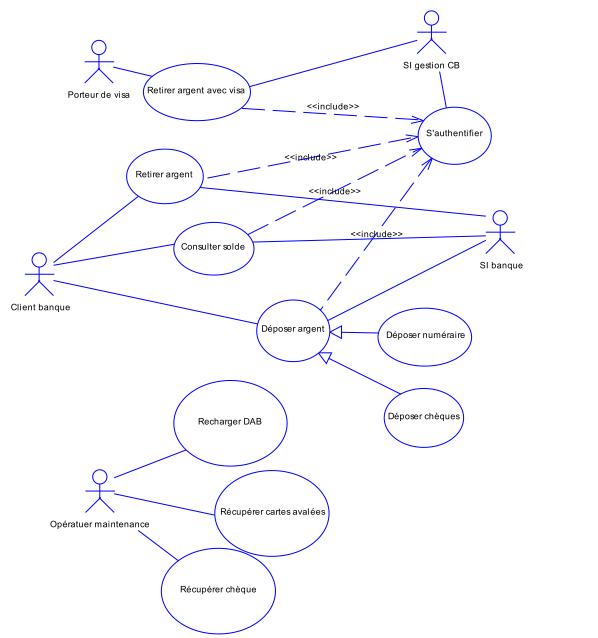 SI gestion CB
Porteur de visa
Retirer argent avec visa
<<include>>
S'authentifier
<<include>>
Retirer argent
<<include>>
<<include>>
Consulter solde
SI banque
Client banque
Déposer argent
Déposer numéraire
Déposer chèques
Recharger DAB
Récupérer cartes avalées
Opératuer maintenance
Récupérer chèque